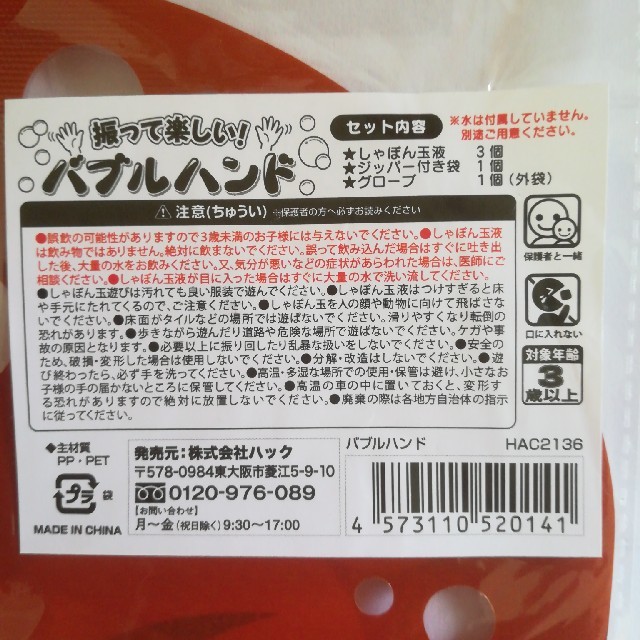 振って楽しい!
バブルハンド
セット内容
※水は付属していません。
別途ご用意ください。
★しゃぼん玉液 3個
★ジッパー付き袋 1個
★グローブ 1個(外袋)
⚠注意(ちゅうい) ※保護者の方へ必ずお読みください
●誤飲の可能性がありますので3歳未満のお子様には与えないでください。●しゃぼん玉液
は飲み物ではありません。絶対に飲まないでください。誤って飲み込んだ場合はすぐに吐き出
した後、大量の水をお飲みください。又、気分が悪いなどの症状があらわれた場合は、医師にご
相談ください。●しゃぼん玉液が目に入った場合はすぐに大量の水で洗い流してください。
●しゃぼん玉遊びは汚れても良い服装で遊んでください。●しゃぼん玉液はつけすぎると床
や手元にたれてくるので、ご注意ください。●しゃぼん玉を人の顔や動物に向けて飛ばさな
いでください。●床面がタイルなどの場所では遊ばないでください。滑りやすくなり転倒の
恐れがあります。●歩きながら遊んだり道路や危険な場所で遊ばないでください。ケガや事
故の原因となります。●必要以上に振り回したり乱暴な扱いをしないでください。●安全の
ため、破損・変形した場合は使用しないでください。●分解・改造はしないでください。●遊
び終わったら、必ず手を洗ってください。●高温・多湿な場所での使用・保管は避け、小さなお
子様の手の届かないところに保管してください。●高温の車の中に置いておくと、変形す
る恐れがありますので絶対に放置しないでください。●廃棄の際は各地方自治体の指示
に従ってください。
保護者と一緒
口に入れない
対象年齢
3
歳以上
◆主材質
PP・PET
プラ 袋
MADE IN CHINA
発売元:株式会社ハック
〒578-0984東大阪市菱江5-9-10
0120-976-089
【お問い合わせ】
月〜金(祝日除く)9:30〜17:00
バブルハンド HAC2136
4 573110 520141